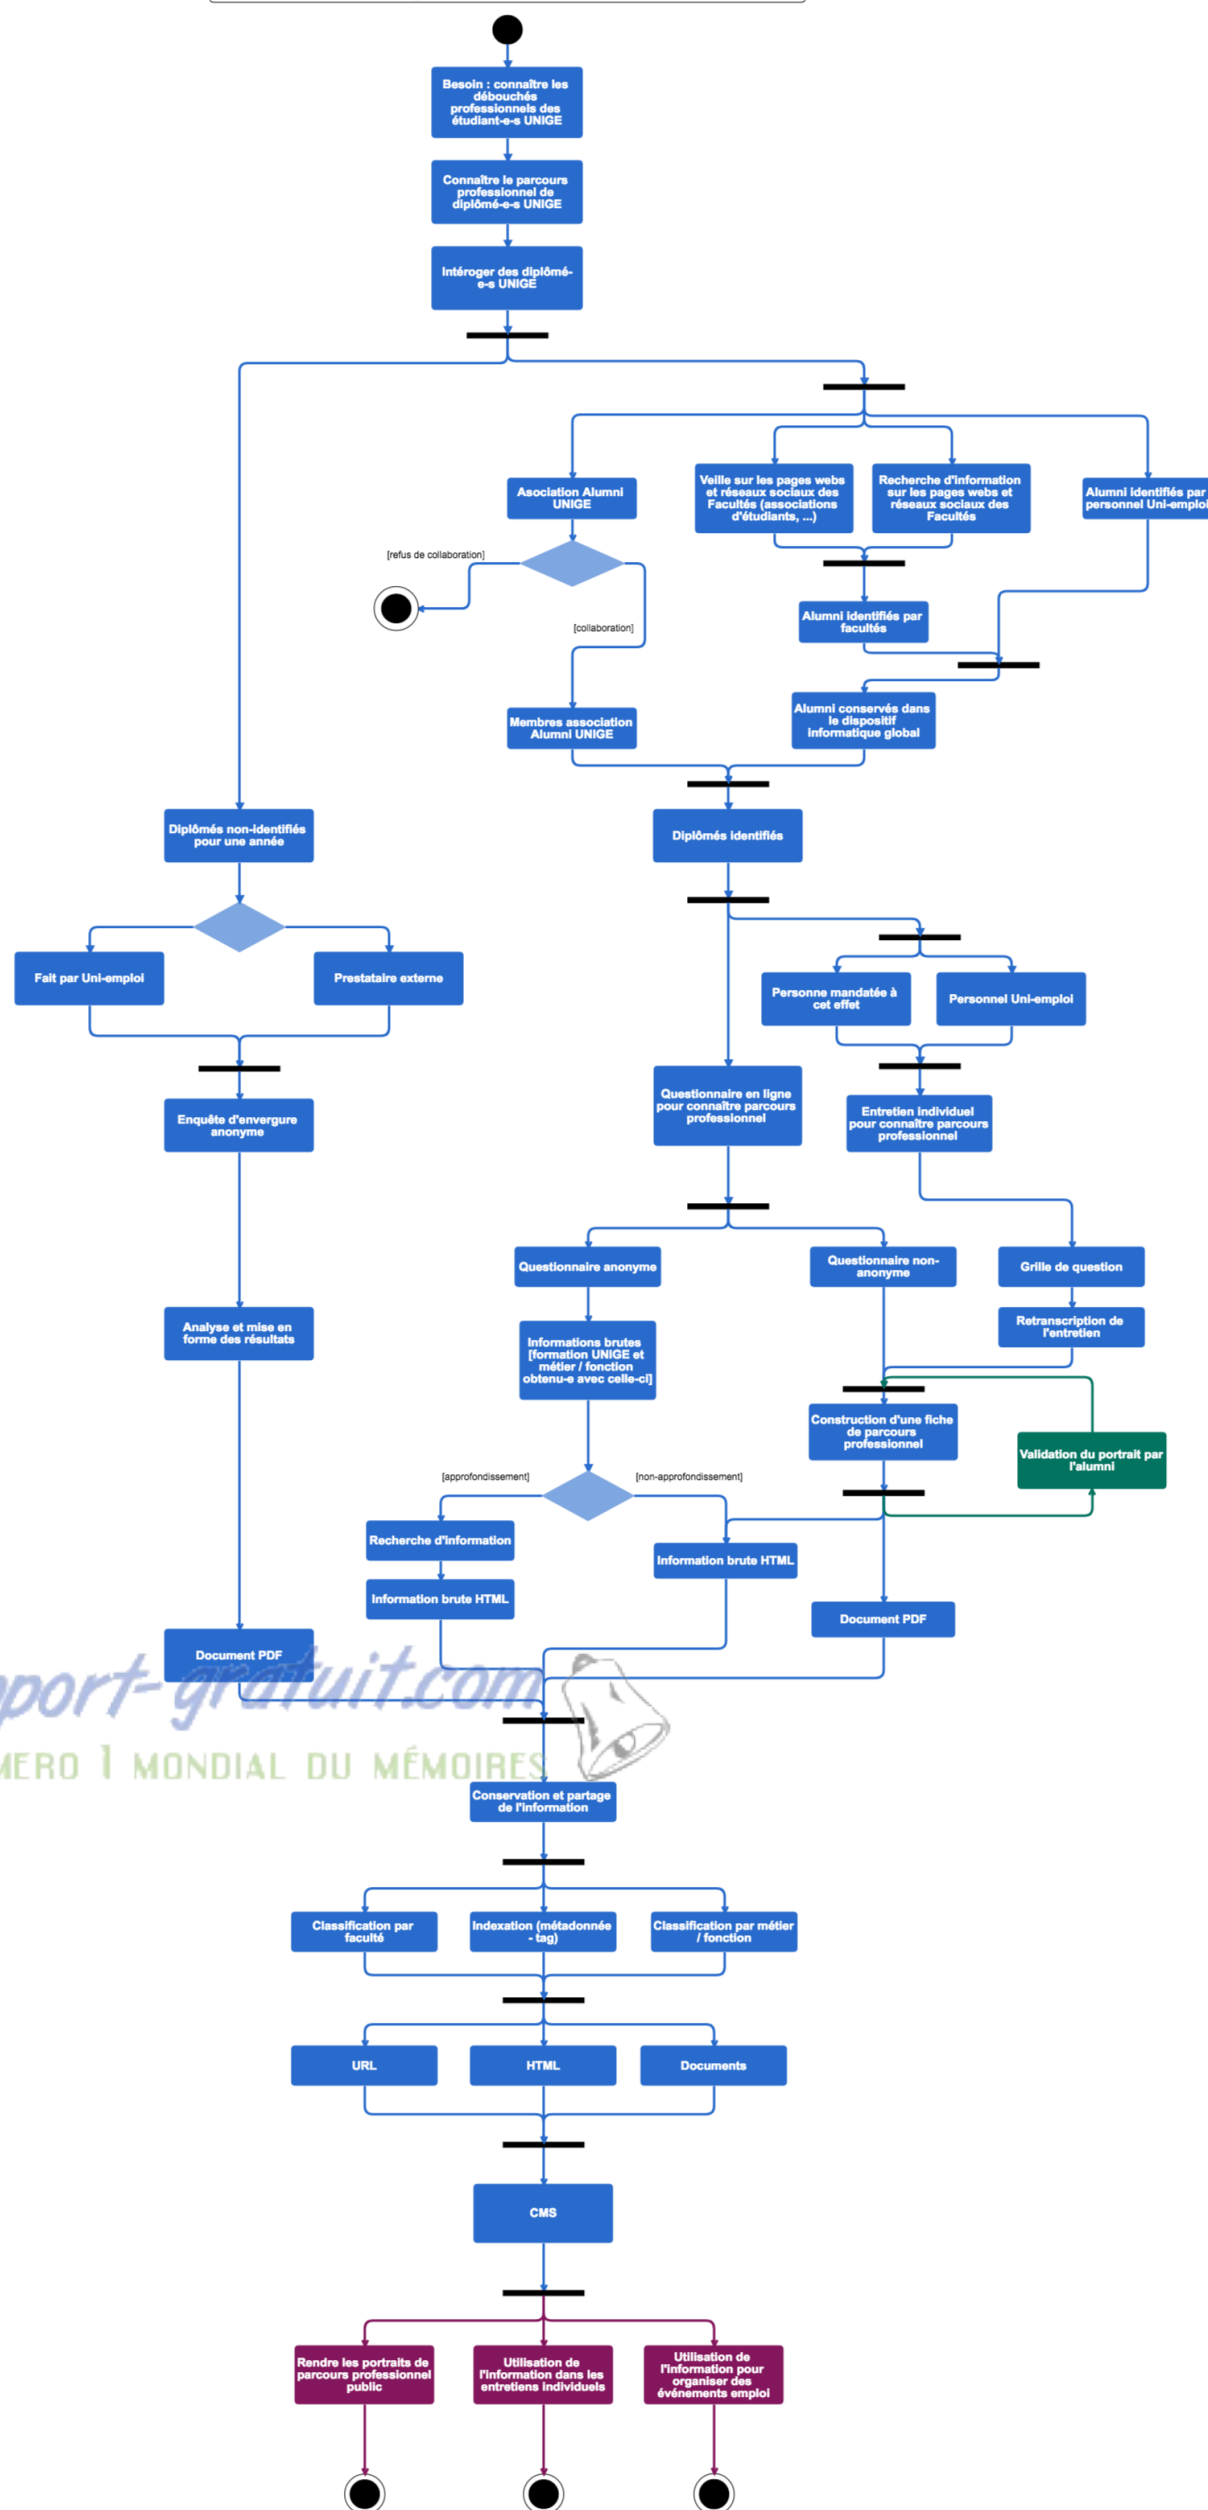 Besoin : connaître les
débouchés
professionnels des
étudiant-e-s UNIGE
Connaître le parcours
professionnel de
diplômé-e-s UNIGE
Intéroger des diplômé-
e-s UNIGE
Asociation Alumni
UNIGE
Veille sur les pages webs
et réseaux sociaux des
Facultés (associations
d'étudiants, ...)
Recherche d'information
sur les pages webs et
réseaux sociaux des
Facultés
Alumni identifiés par
personnel Uni-emploi
[refus de collaboration]
[collaboration]
Alumni identifiés par
facultés
Membres association
Alumni UNIGE
Alumni conservés dans
le dispositif
informatique global
Diplômés non-identifiés
pour une année
Diplômés identifiés
Fait par Uni-emploi
Prestataire externe
Personne mandatée à
cet effet
Personnel Uni-emploi
Enquête d'envergure
anonyme
Questionnaire en ligne
pour connaître parcours
professionnel
Entretien individuel
pour connaître parcours
professionnel
Questionnaire anonyme
Questionnaire non-
anonyme
Grille de question
Analyse et mise en
forme des résultats
Informations brutes
[formation UNIGE et
métier / fonction
obtenu-e avec celle-ci]
Retranscription de
l'entretien
Construction d'une fiche
de parcours
professionnel
Validation du portrait par
l'alumni
[approfondissement]
[non-approfondissement]
Recherche d'information
Information brute HTML
Information brute HTML
Document PDF
Document PDF
pport-gratuit.com
MERO 1 MONDIAL DU MÉMOIRES
Conservation et partage
de l'information
Classification par
faculté
Indexation (métadonnée
- tag)
Classification par métier
/ fonction
URL
HTML
Documents
CMS
Rendre les portraits de
parcours professionnel
public
Utilisation de
l'information dans les
entretiens individuels
Utilisation de
l'information pour
organiser des
événements emploi